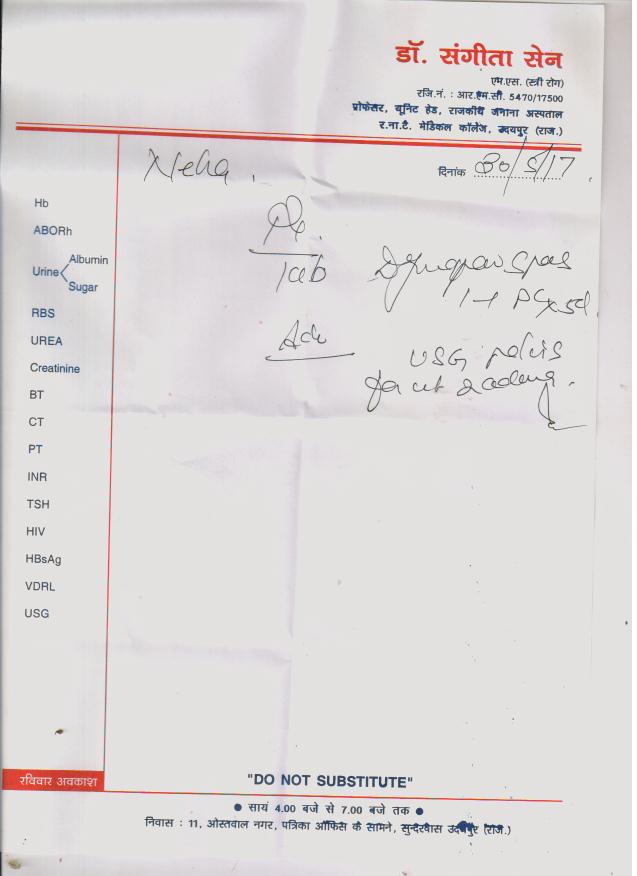 डॉ. संगीता सेन
एम.एस. (स्त्री रोग)
रजि.नं. : आर.एम.सी. 5470/17500
प्रोफेसर, यूनिट हेड, राजकीय जनाना अस्पताल
र.ना.टै. मेडिकल कॉलेज, उदयपुर (राज.)
Neha.
दिनांक 30/5/17
Tab
Adv
USG pelvis
for
Hb
ABORh
Urine Albumin
Sugar
RBS
UREA
Creatinine
BT
CT
PT
INR
TSH
HIV
HBsAg
VDRL
USG
रविवार अवकाश
"DO NOT SUBSTITUTE"
● सायं 4.00 बजे से 7.00 बजे तक ●
निवास : 11, ओस्तवाल नगर, पत्रिका ऑफिस के सामने, सुन्दरवास उदयपुर (राज.)